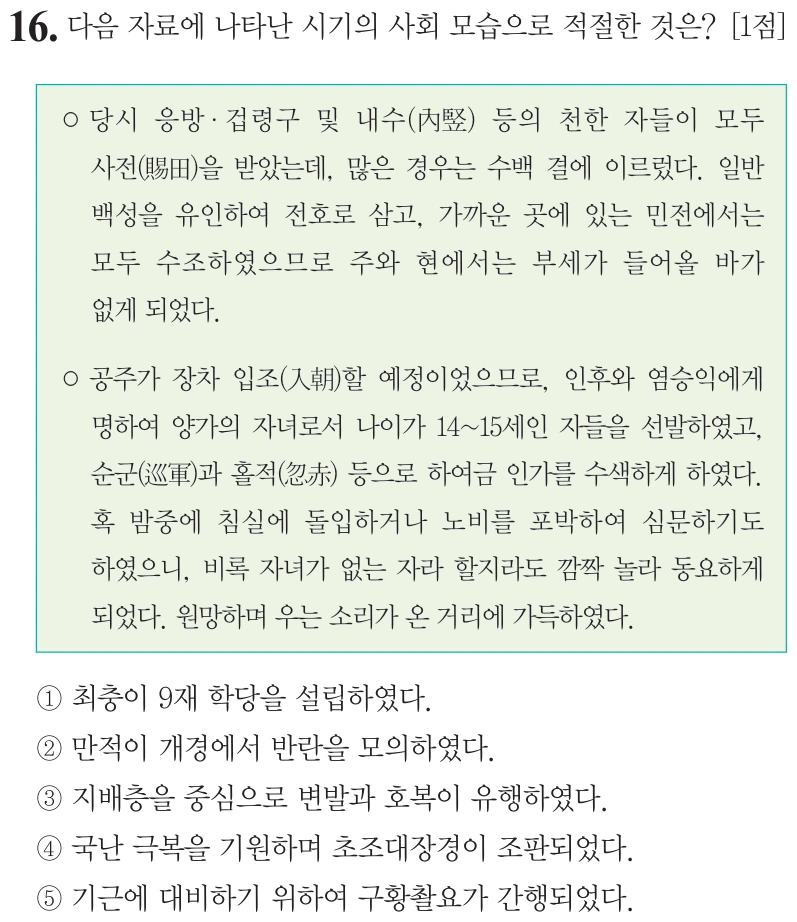 16. 다음 자료에 나타난 시기의 사회 모습으로 적절한 것은? [1점]
○ 당시 응방·겁령구 및 내수(內竪) 등의 천한 자들이 모두
사전(賜田)을 받았는데, 많은 경우는 수백 결에 이르렀다. 일반
백성을 유인하여 전호로 삼고, 가까운 곳에 있는 민전에서는
모두 수조하였으므로 주와 현에서는 부세가 들어올 바가
없게 되었다.
○ 공주가 장차 입조(入朝)할 예정이었으므로, 인후와 염승익에게
명하여 양가의 자녀로서 나이가 14~15세인 자들을 선발하였고,
순군(巡軍)과 홀적(忽赤) 등으로 하여금 인가를 수색하게 하였다.
혹 밤중에 침실에 돌입하거나 노비를 포박하여 심문하기도
하였으니, 비록 자녀가 없는 자라 할지라도 깜짝 놀라 동요하게
되었다. 원망하며 우는 소리가 온 거리에 가득하였다.
① 최충이 9재 학당을 설립하였다.
② 만적이 개경에서 반란을 모의하였다.
③ 지배층을 중심으로 변발과 호복이 유행하였다.
④ 국난 극복을 기원하며 초조대장경이 조판되었다.
⑤ 기근에 대비하기 위하여 구황촬요가 간행되었다.